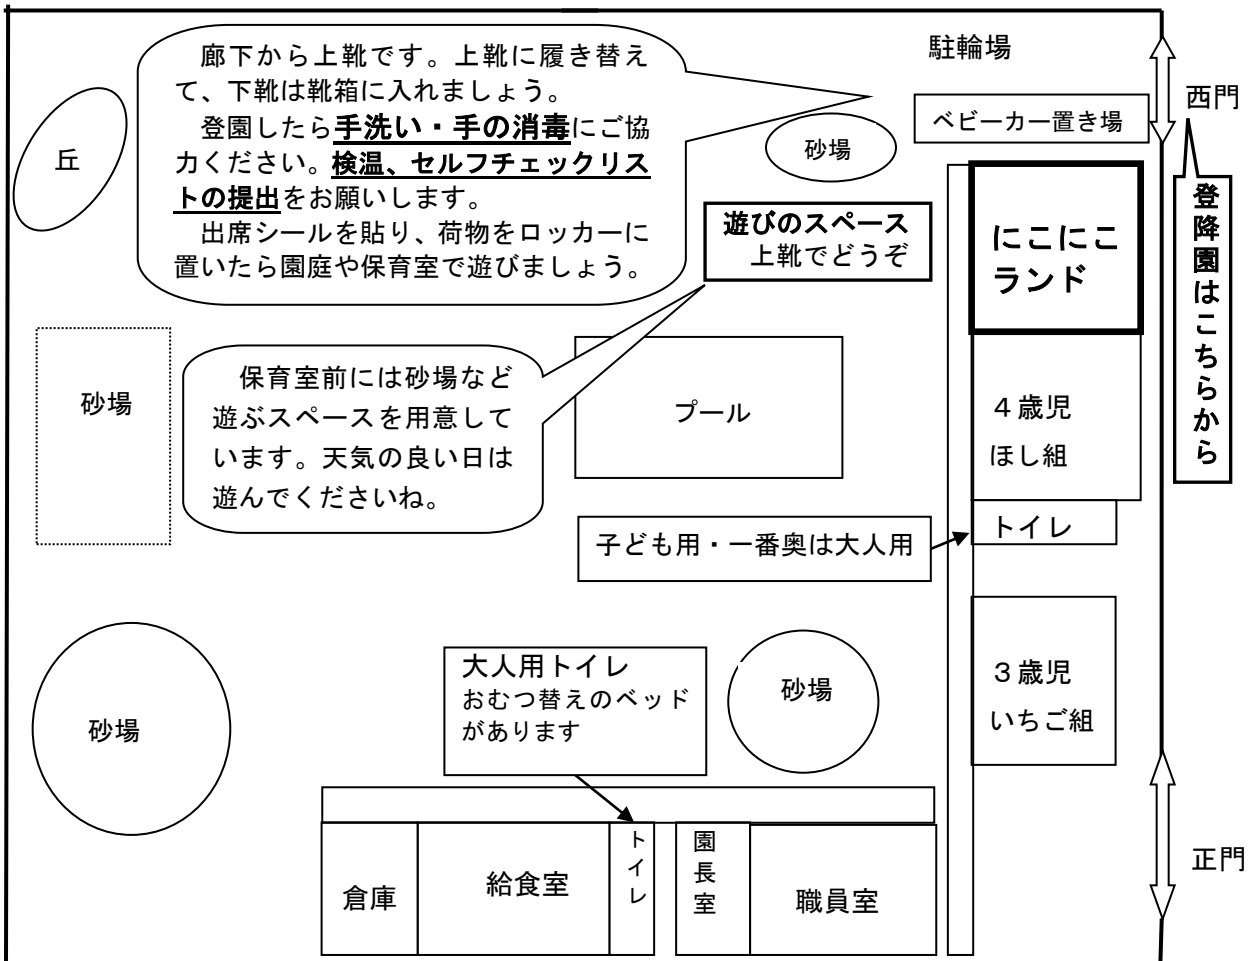 廊下から上靴です。上靴に履き替え
て、下靴は靴箱に入れましょう。
登園したら手洗い・手の消毒にご協
力ください。検温、セルフチェックリス
トの提出をお願いします。
出席シールを貼り、荷物をロッカーに
置いたら園庭や保育室で遊びましょう。
駐輪場
西門
ベビーカー置き場
丘
砂場
登降園はこちらから
遊びのスペース
上靴でどうぞ
にこにこ
ランド
砂場
保育室前には砂場など
遊ぶスペースを用意して
います。天気の良い日は
遊んでくださいね。
プール
４歳児
ほし組
トイレ
子ども用・一番奥は大人用
砂場
大人用トイレ
おむつ替えのベッド
があります
砂場
３歳児
いちご組
倉庫
給食室
トイレ
園長室
職員室
正門